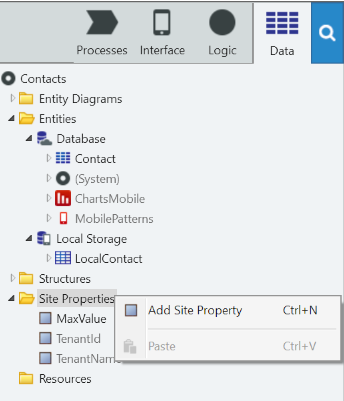 Processes Interface Logic Data
Contacts
Entity Diagrams
Entities
Database
Contact
(System)
ChartsMobile
MobilePatterns
Local Storage
LocalContact
Structures
Site Properties
Add Site Property Ctrl+N
MaxValue
TenantId
Paste Ctrl+V
TenantName
Resources